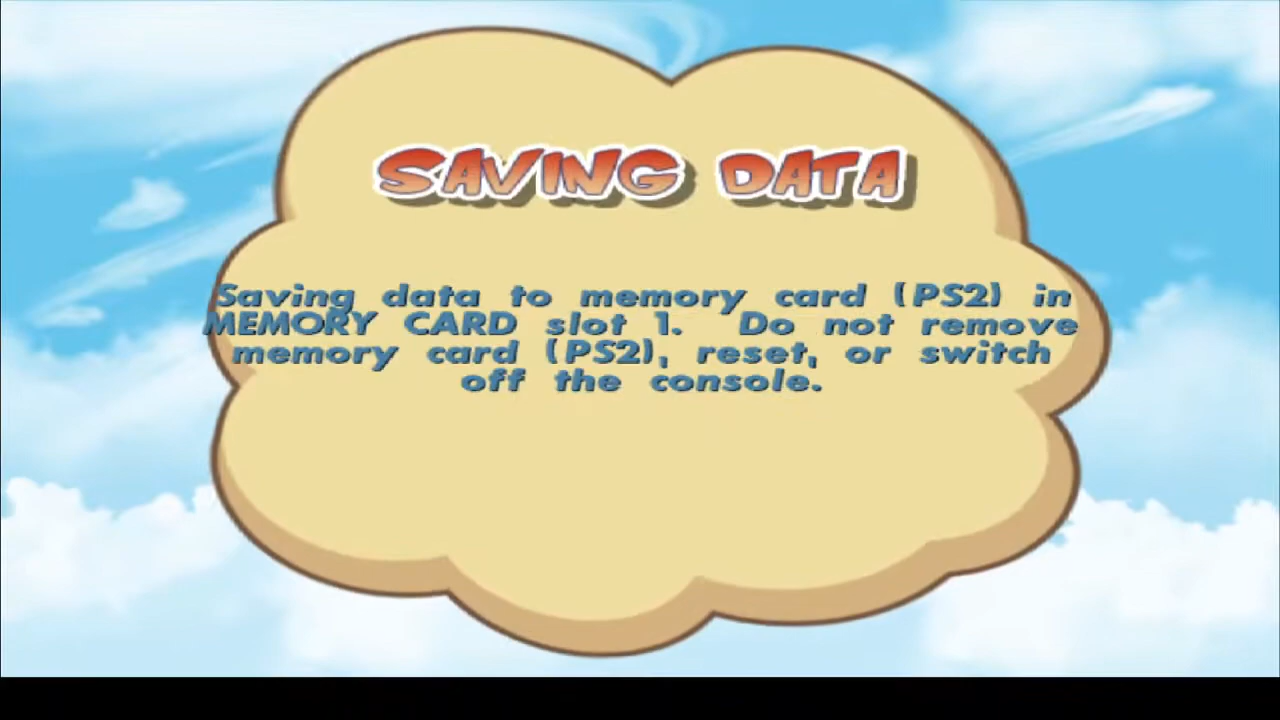 SAVING DATA
Saving data to memory card (PS2) in
MEMORY CARD slot 1. Do not remove
memory card (PS2), reset, or switch
off the console.